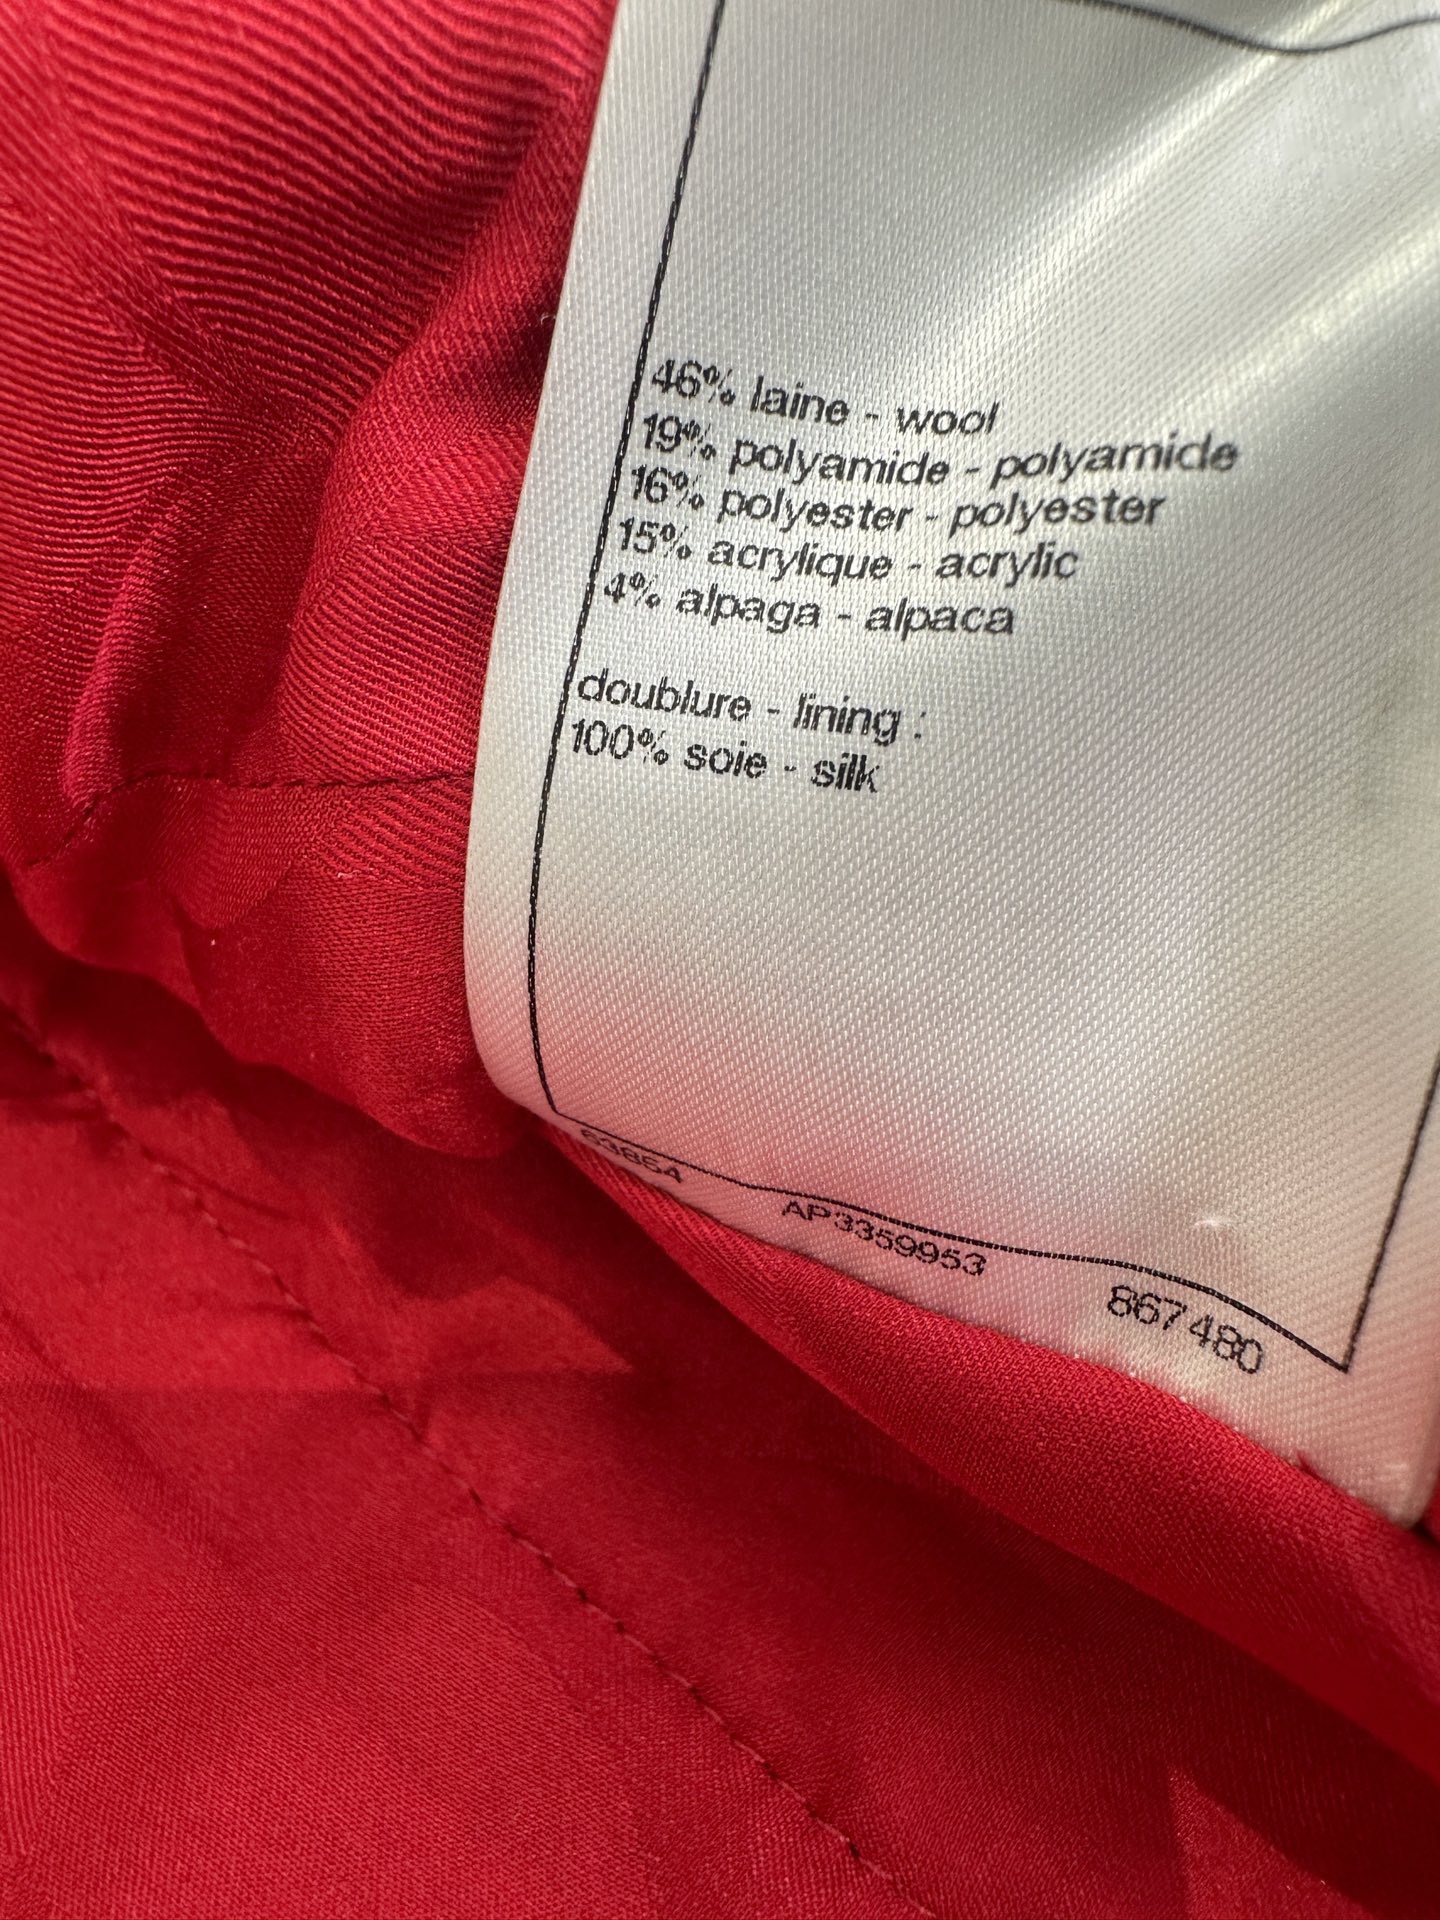 46% laine - wool
19% polyamide - polyamide
16% polyester - polyester
15% acrylique - acrylic
4% alpaga - alpaca
doublure - lining :
100% soie - silk
63854 AP3359953 867480